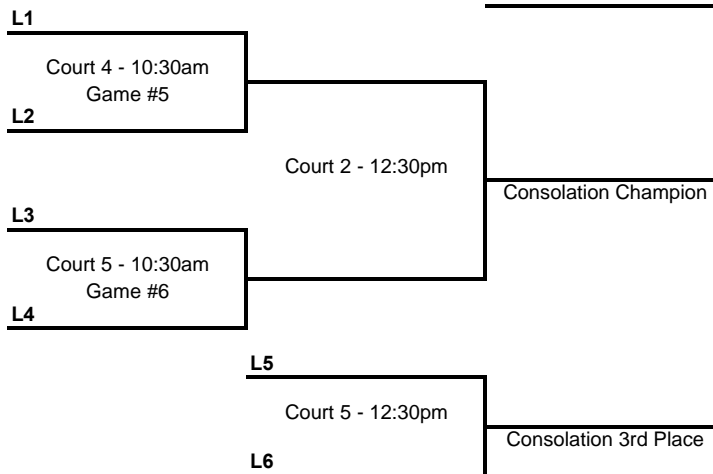 L1
Court 4 - 10:30am
Game #5
L2
Court 2 - 12:30pm
Consolation Champion
L3
Court 5 - 10:30am
Game #6
L4
L5
Court 5 - 12:30pm
Consolation 3rd Place
L6